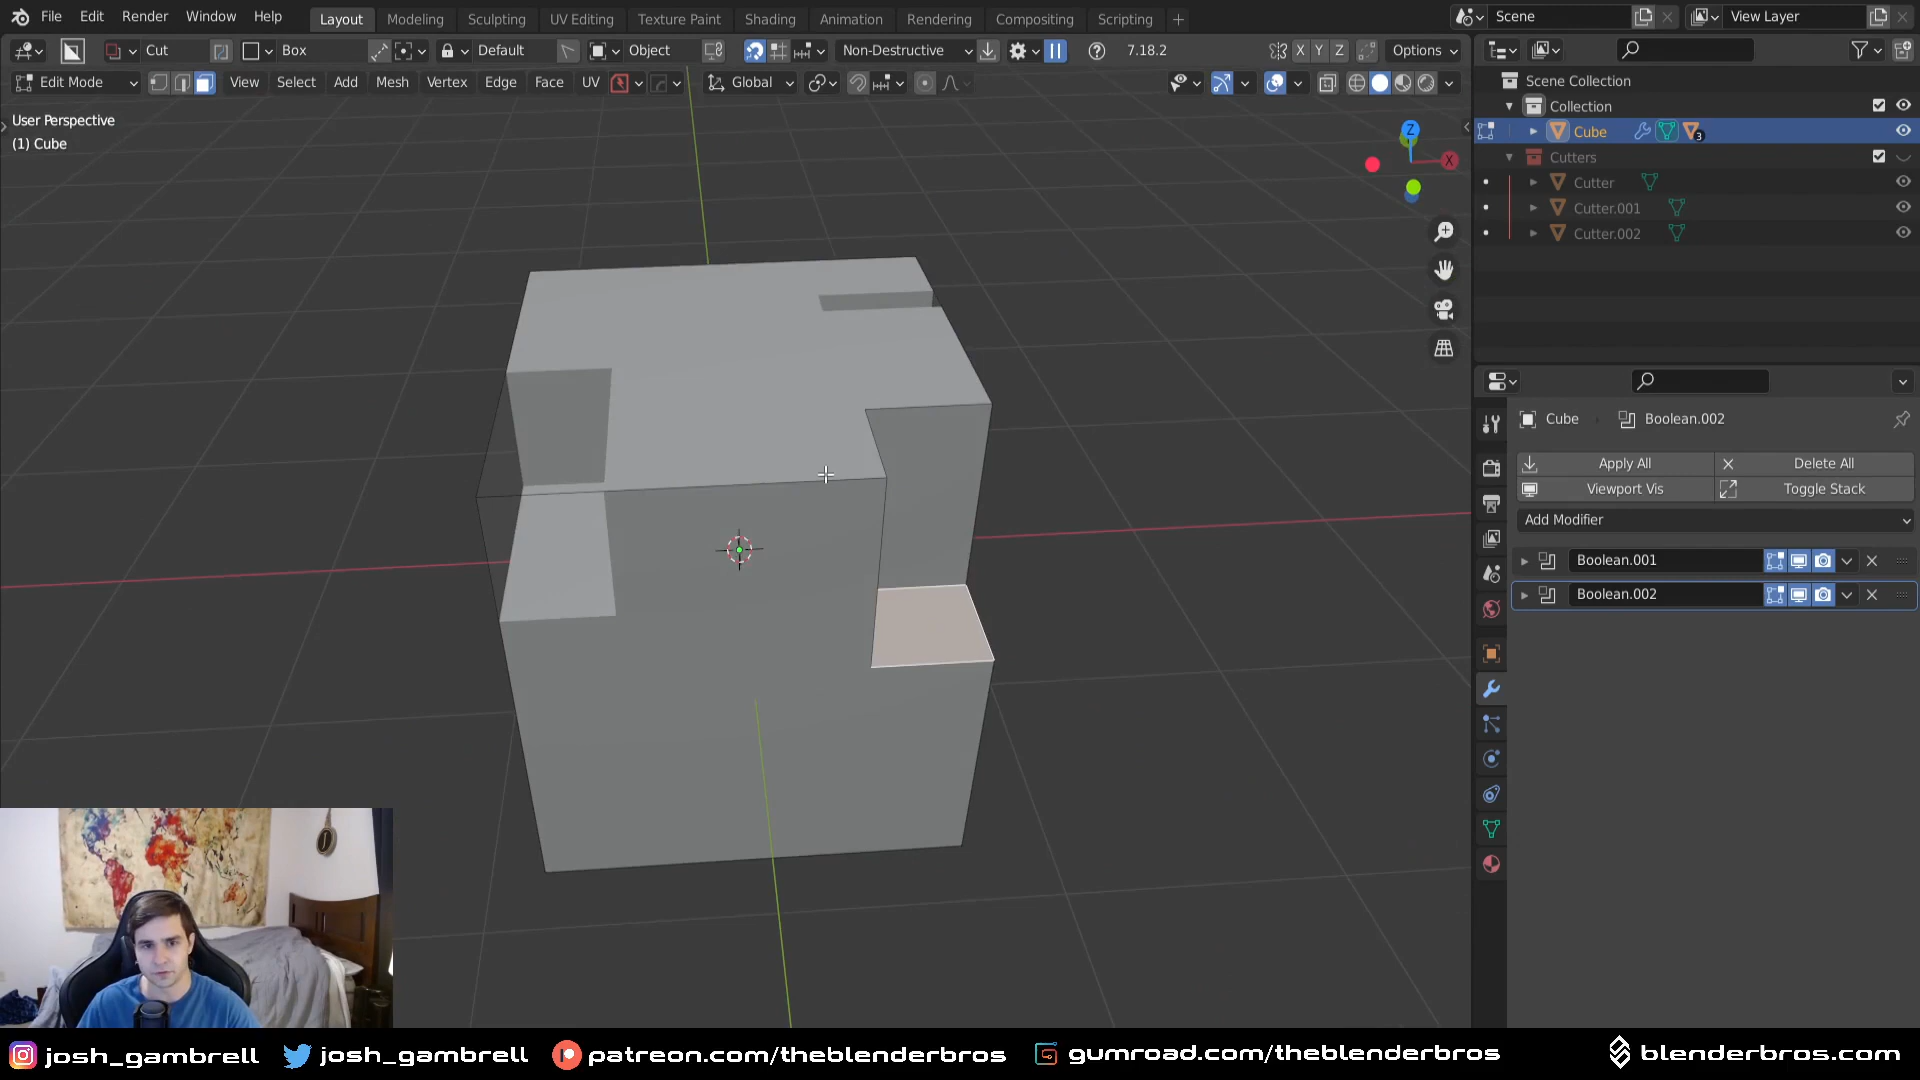 File Edit Render Window Help Layout Modeling Sculpting UV Editing Texture Paint Shading Animation Rendering Compositing Scripting + Scene View Layer
Cut Box Default Object Non-Destructive 7.18.2 X Y Z Options
Edit Mode View Select Add Mesh Vertex Edge Face UV Global
User Perspective
(1) Cube
Z
X
Scene Collection
Collection
Cube 3
Cutters
Cutter
Cutter.001
Cutter.002
Cube Boolean.002
Apply All Delete All
Viewport Vis Toggle Stack
Add Modifier
Boolean.001
Boolean.002
josh_gambrell josh_gambrell patreon.com/theblenderbros gumroad.com/theblenderbros blenderbros.com